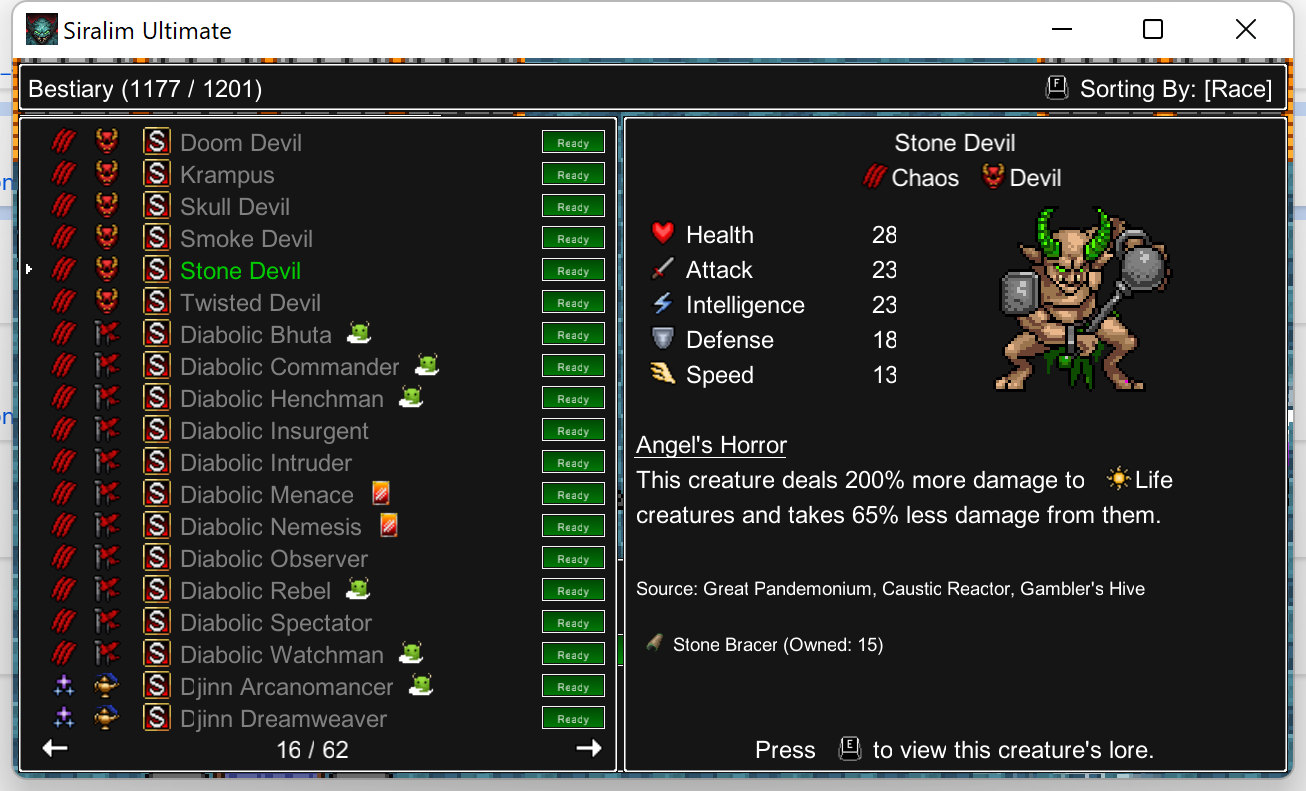 Siralim Ultimate
Bestiary (1177 / 1201)
F Sorting By: [Race]
S Doom Devil Ready
S Krampus Ready
S Skull Devil Ready
S Smoke Devil Ready
S Stone Devil Ready
S Twisted Devil Ready
S Diabolic Bhuta Ready
S Diabolic Commander Ready
S Diabolic Henchman Ready
S Diabolic Insurgent Ready
S Diabolic Intruder Ready
S Diabolic Menace Ready
S Diabolic Nemesis Ready
S Diabolic Observer Ready
S Diabolic Rebel Ready
S Diabolic Spectator Ready
S Diabolic Watchman Ready
S Djinn Arcanomancer Ready
S Djinn Dreamweaver Ready
16 / 62
Stone Devil
Chaos Devil
Health 28
Attack 23
Intelligence 23
Defense 18
Speed 13
Angel's Horror
This creature deals 200% more damage to Life
creatures and takes 65% less damage from them.
Source: Great Pandemonium, Caustic Reactor, Gambler's Hive
Stone Bracer (Owned: 15)
Press E to view this creature's lore.